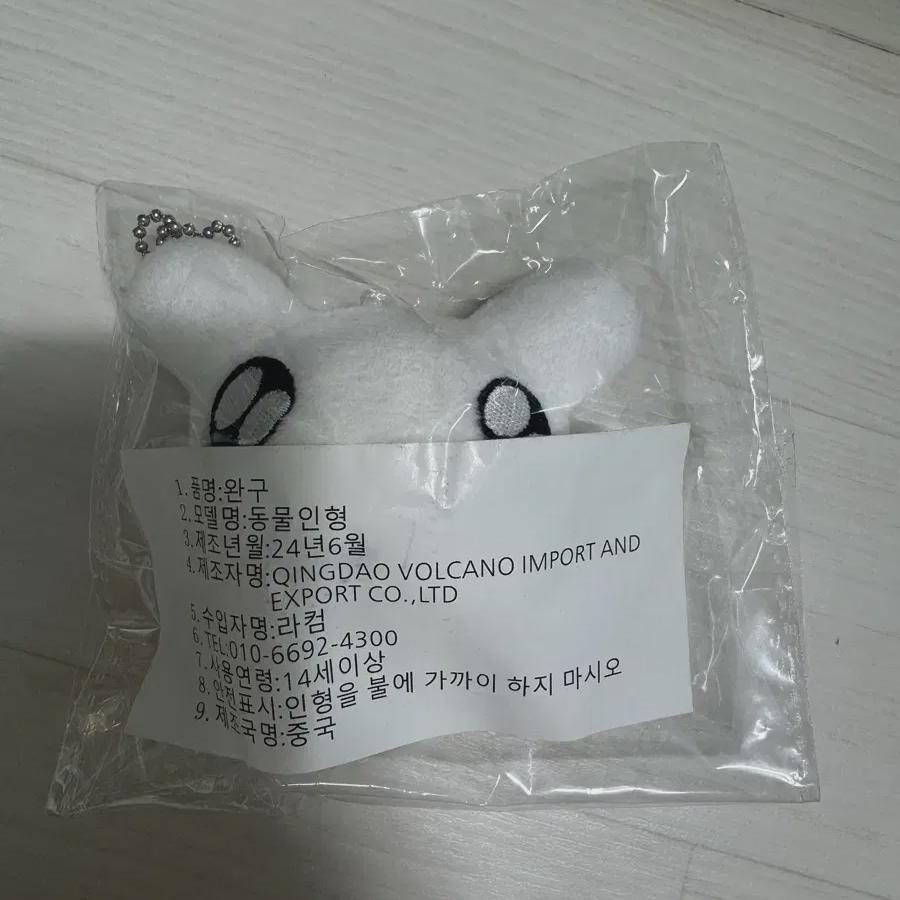 1.품명:완구
2.모델명:동물인형
3.제조년월:24년6월
4.제조자명:QINGDAO VOLCANO IMPORT AND
EXPORT CO.,LTD
5.수입자명:라컴
6.TEL:010-6692-4300
7.사용연령:14세이상
8.안전표시:인형을 불에 가까이 하지 마시오
9.제조국명:중국